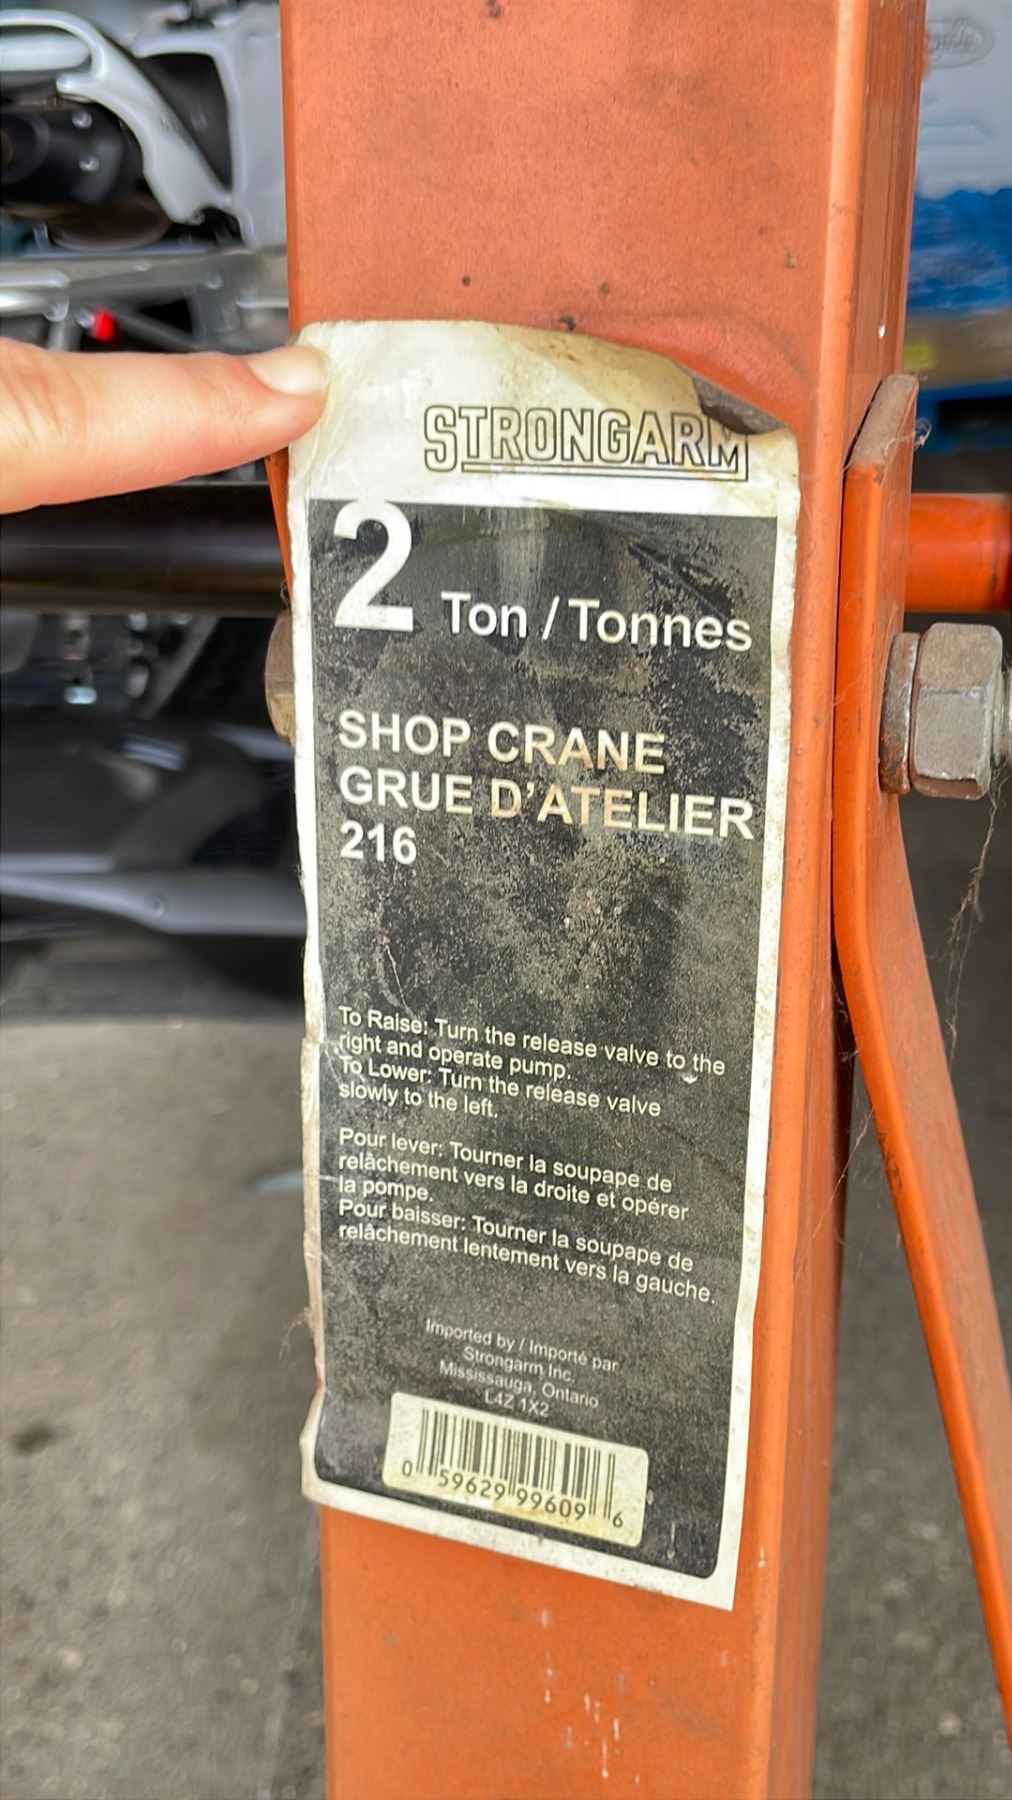 STRONGARM
2 Ton / Tonnes
SHOP CRANE
GRUE D'ATELIER
216
To Raise: Turn the release valve to the
right and operate pump.
To Lower: Turn the release valve
slowly to the left.
Pour lever: Tourner la soupape de
relâchement vers la droite et opérer
la pompe.
Pour baisser: Tourner la soupape de
relâchement lentement vers la gauche.
Imported by / Importé par
Strongarm Inc.
Mississauga, Ontario
L4Z 1X2
0 59629 99609 6